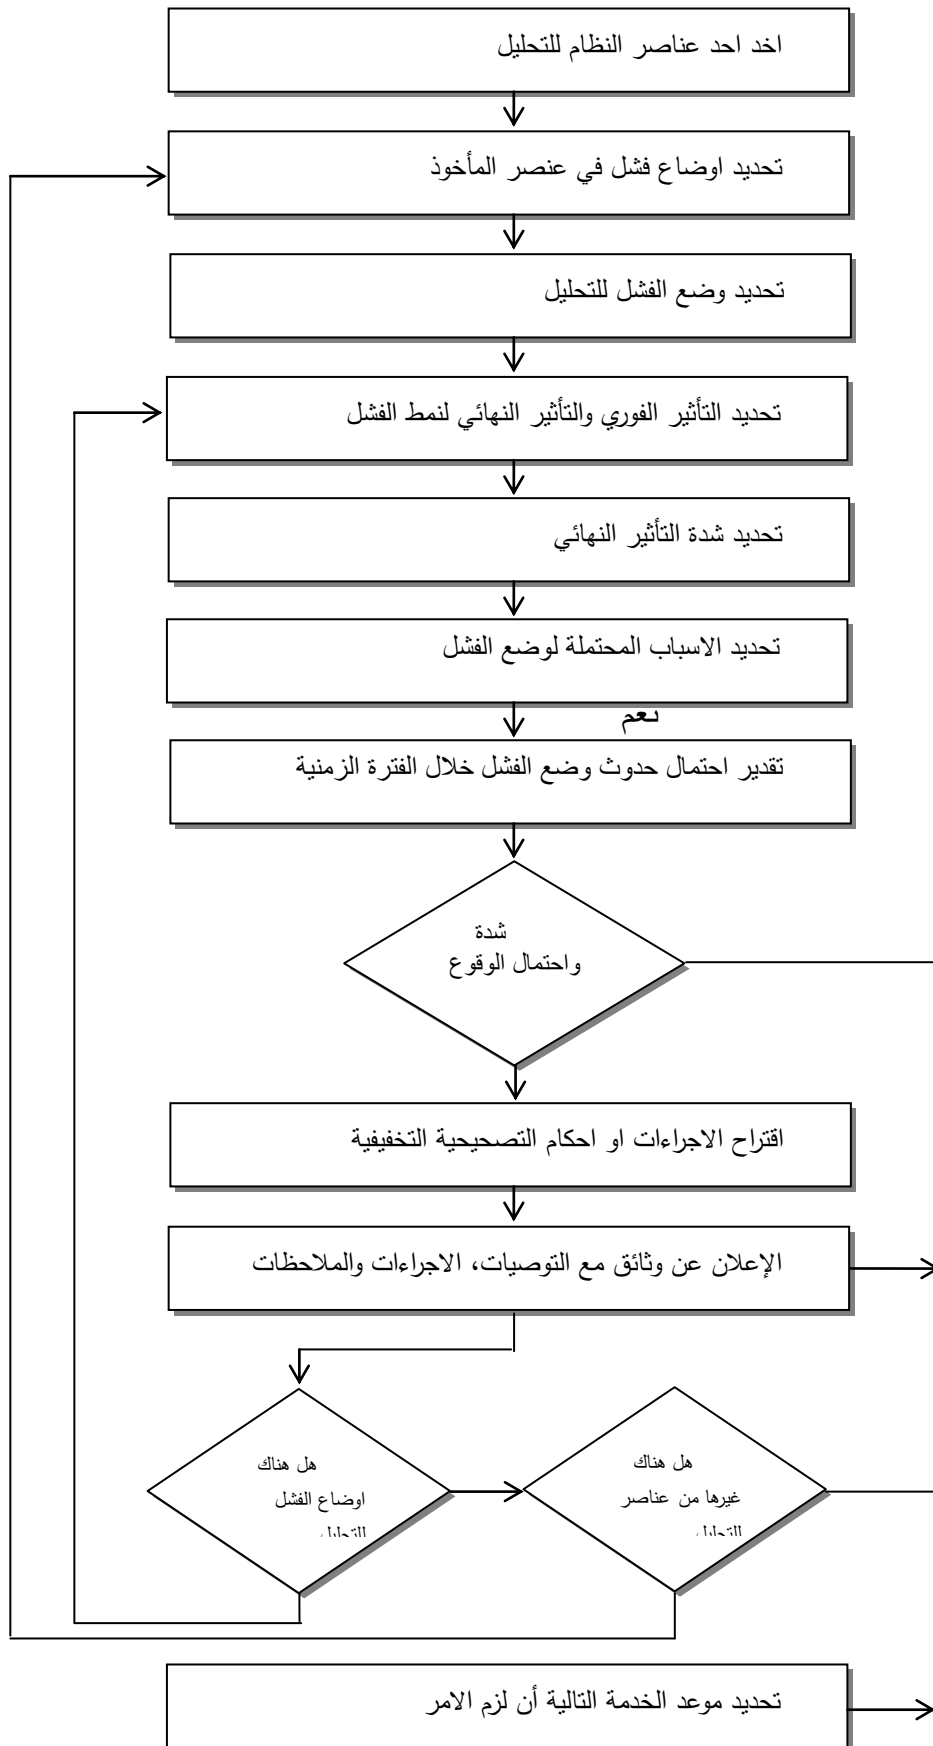 اخد احد عناصر النظام للتحليل
تحديد اوضاع فشل في عنصر المأخوذ
تحديد وضع الفشل للتحليل
تحديد التأثير الفوري والتأثير النهائي لنمط الفشل
تحديد شدة التأثير النهائي
تحديد الاسباب المحتملة لوضع الفشل
نعم
تقدير احتمال حدوث وضع الفشل خلال الفترة الزمنية
شدة
واحتمال الوقوع
اقتراح الاجراءات او احكام التصحيحية التخفيفية
الإعلان عن وثائق مع التوصيات، الاجراءات والملاحظات
هل هناك
اوضاع الفشل
للتحليل
هل هناك
غيرها من عناصر
للتحليل
تحديد موعد الخدمة التالية أن لزم الامر